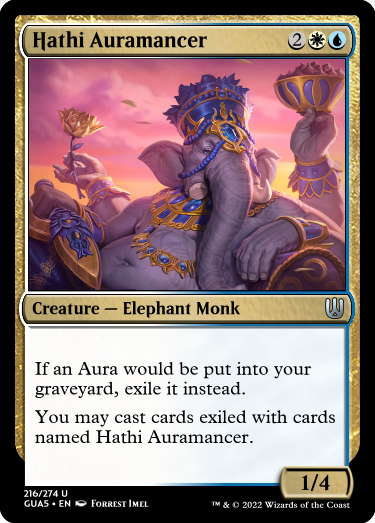 Hathi Auramancer 2
Creature — Elephant Monk
If an Aura would be put into your
graveyard, exile it instead.
You may cast cards exiled with cards
named Hathi Auramancer.
1/4
216/274 U
GUA5 • EN Forrest Imel
™ & © 2022 Wizards of the Coast